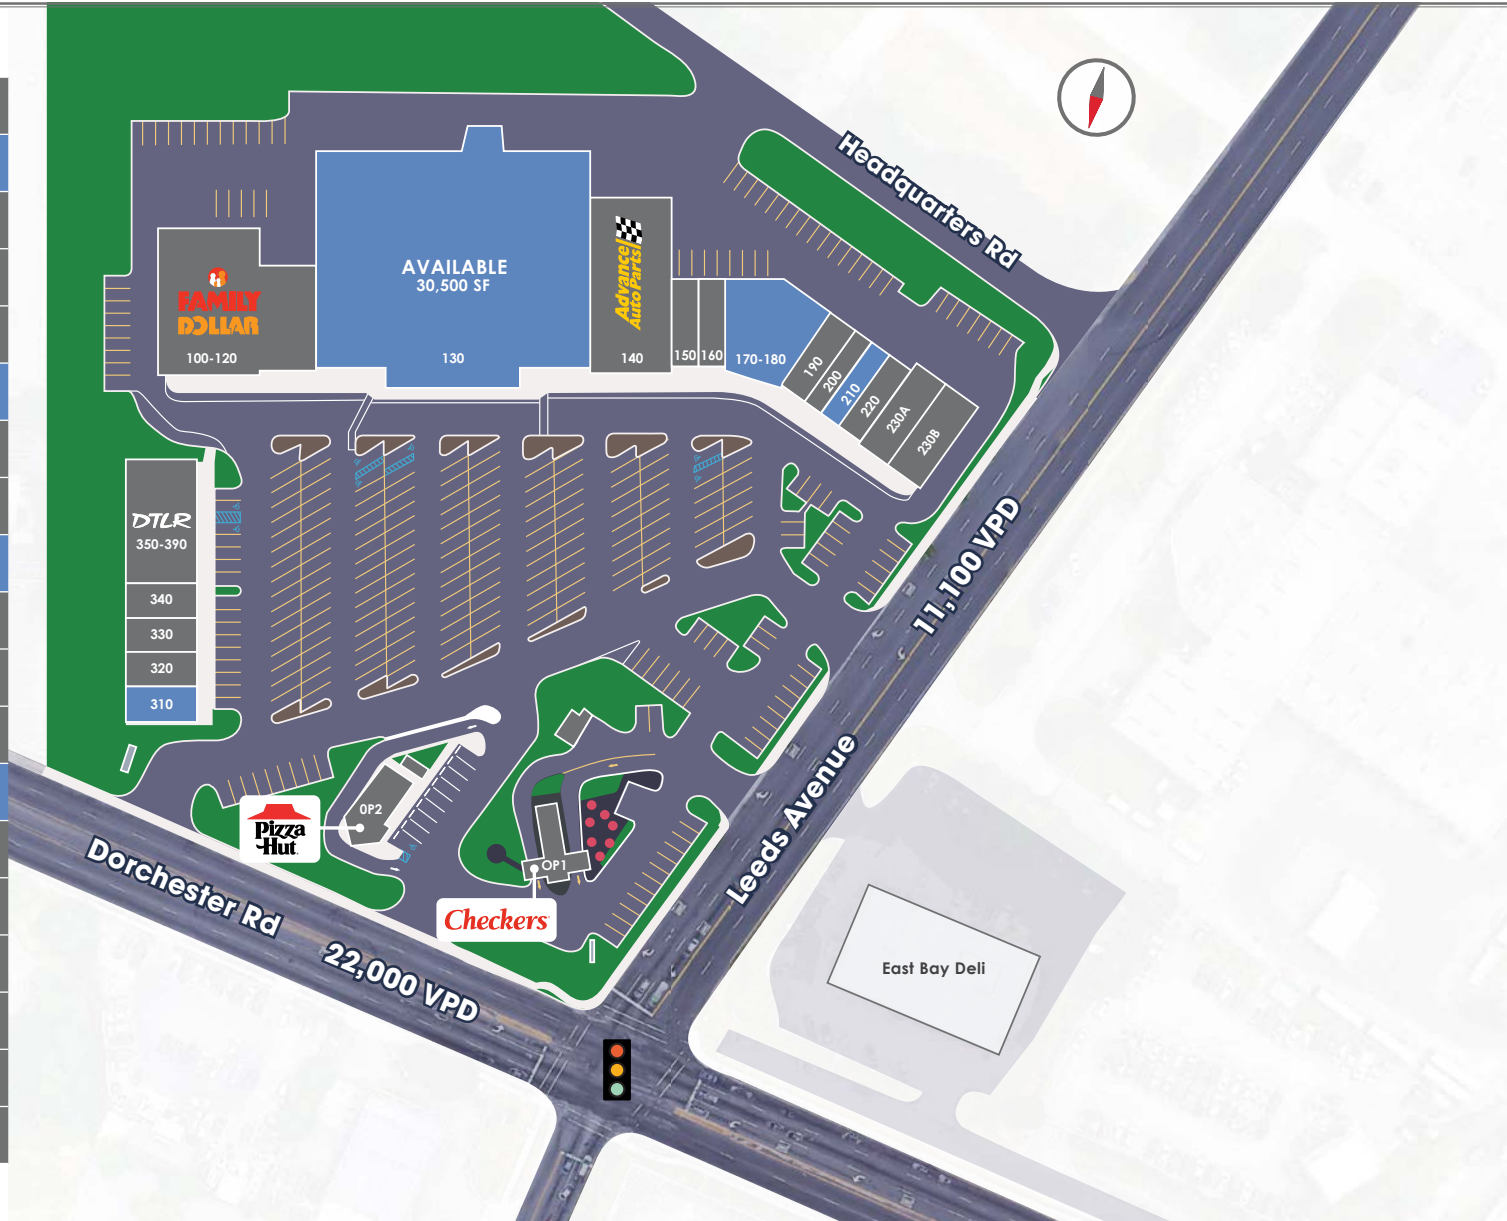 Headquarters Rd
AVAILABLE
30,500 SF
130
FAMILY
DOLLAR
100-120
Advance
Auto Parts
140
150
160
170-180
190
200
210
220
230A
230B
DTLR
350-390
340
330
320
310
11,100 VPD
Leeds Avenue
OP2
Pizza
Hut
OP1
Checkers
Dorchester Rd
22,000 VPD
East Bay Deli